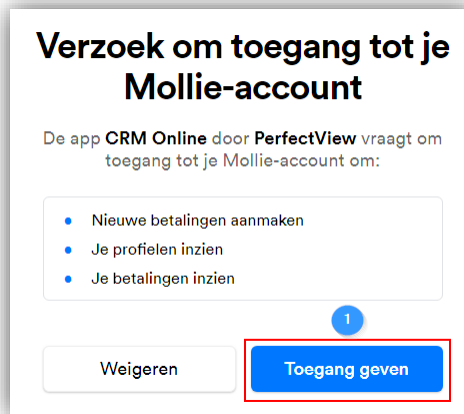 Verzoek om toegang tot je
Mollie-account
De app CRM Online door PerfectView vraagt om
toegang tot je Mollie-account om:
Nieuwe betalingen aanmaken
Je profielen inzien
Je betalingen inzien
1
Weigeren
Toegang geven